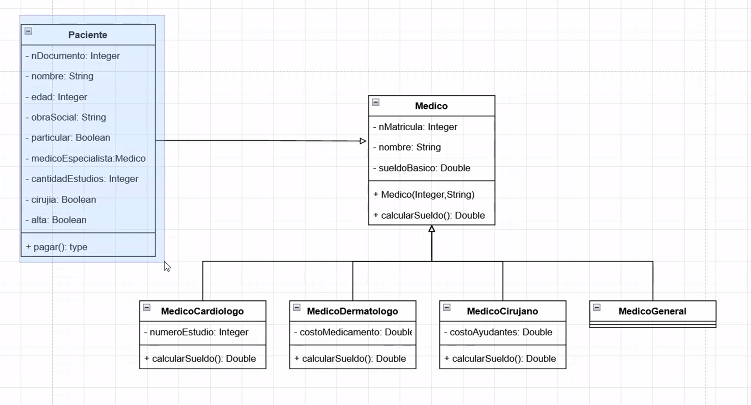 Paciente
- nDocumento: Integer
- nombre: String
- edad: Integer
- obraSocial: String
- particular: Boolean
- medicoEspecialista:Medico
- cantidadEstudios: Integer
- cirujia: Boolean
- alta: Boolean
+ pagar(): type
Medico
- nMatricula: Integer
- nombre: String
- sueldoBasico: Double
+ Medico(Integer,String)
+ calcularSueldo(): Double
MedicoCardiologo
- numeroEstudio: Integer
+ calcularSueldo(): Double
MedicoDermatologo
- costoMedicamento: Double
+ calcularSueldo(): Double
MedicoCirujano
- costoAyudantes: Double
+ calcularSueldo(): Double
MedicoGeneral